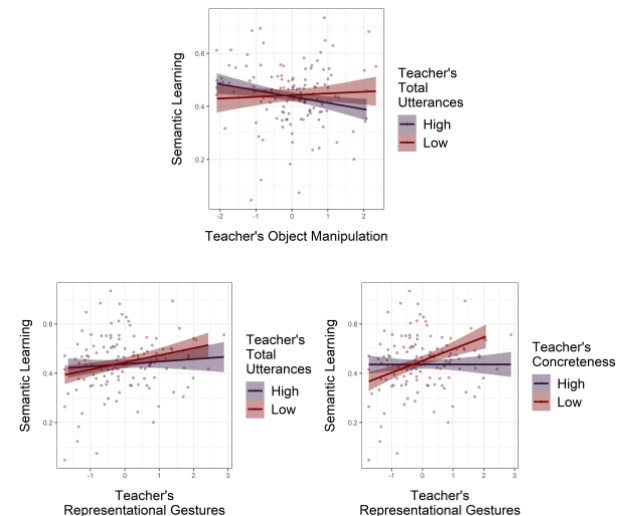 0.6
0.4
0.2
Semantic Learning
-2 -1 0 1 2
Teacher's Object Manipulation
Teacher's
Total
Utterances
High
Low
0.6
0.4
0.2
Semantic Learning
-1 0 1 2 3
Teacher's
Representational Gestures
Teacher's
Total
Utterances
High
Low
0.6
0.4
0.2
Semantic Learning
-1 0 1 2 3
Teacher's
Representational Gestures
Teacher's
Concreteness
High
Low